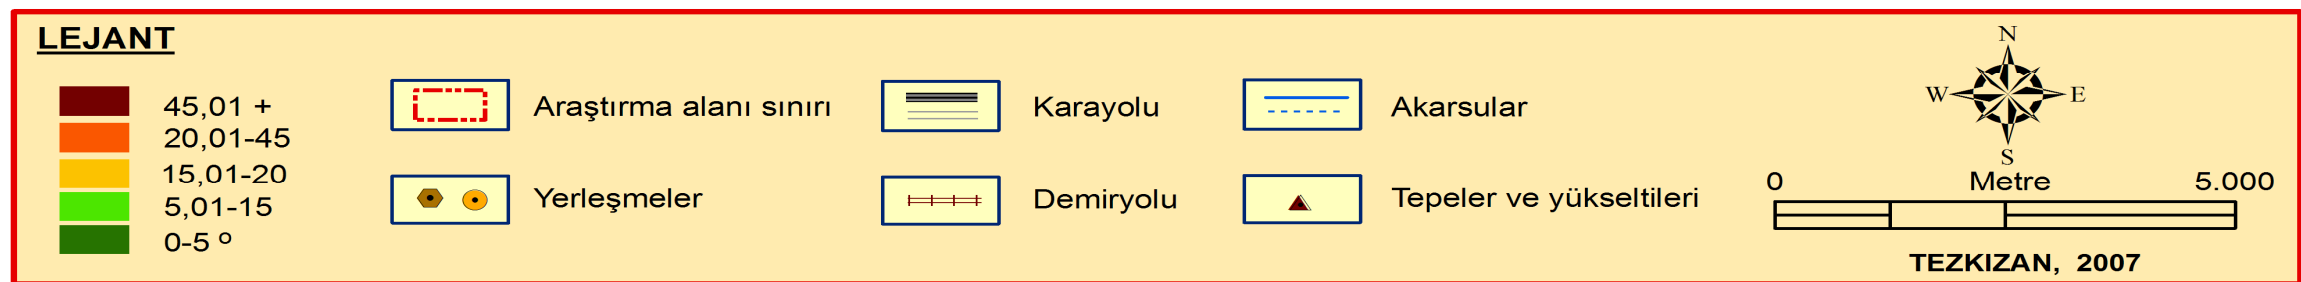 LEJANT
45,01 +
20,01-45
15,01-20
5,01-15
0-5 º
Araştırma alanı sınırı
Yerleşmeler
Karayolu
Demiryolu
Akarsular
Tepeler ve yükseltileri
N
W E
S
0 Metre 5.000
TEZKIZAN, 2007